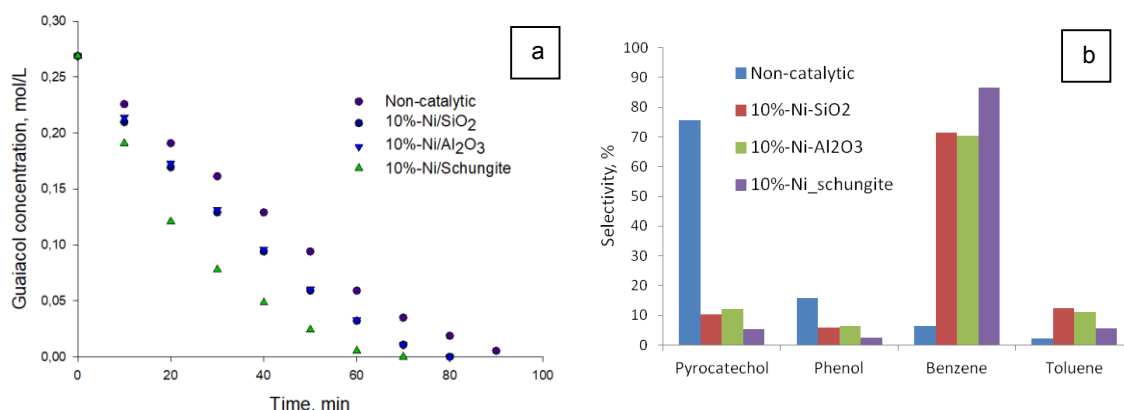 a
0,30
0,25
0,20
0,15
0,10
0,05
0,00
Guaiacol concentration, mol/L
Non-catalytic
10%-Ni/SiO₂
10%-Ni/Al₂O₃
10%-Ni/Schungite
0 20 40 60 80 100
Time, min
b
100
90
80
70
60
50
40
30
20
10
0
Selectivity, %
Non-catalytic
10%-Ni-SiO2
10%-Ni-Al2O3
10%-Ni_schungite
Pyrocatechol Phenol Benzene Toluene